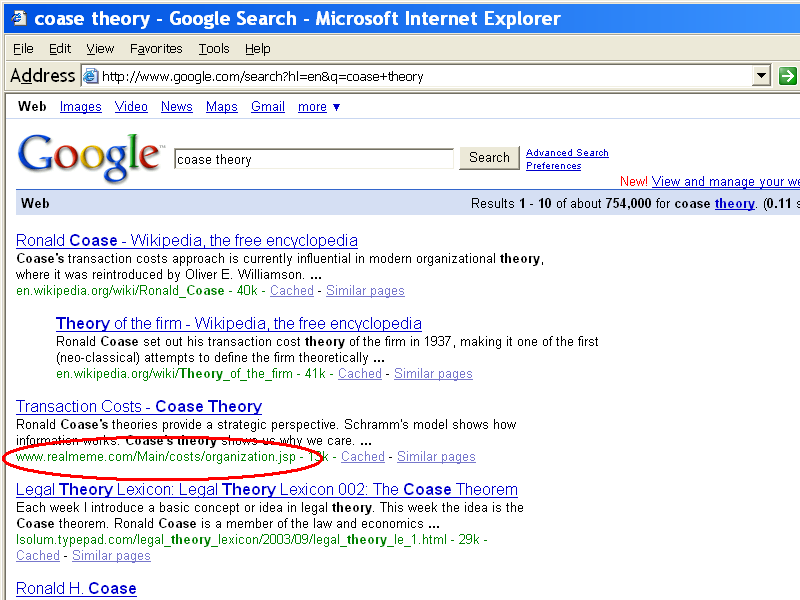 coase theory - Google Search - Microsoft Internet Explorer
File Edit View Favorites Tools Help
Address http://www.google.com/search?hl=en&q=coase+theory
Web Images Video News Maps Gmail more ▼
Google™ coase theory Search Advanced Search
Preferences
New! View and manage your we
Web Results 1 - 10 of about 754,000 for coase theory. (0.11 s
Ronald Coase - Wikipedia, the free encyclopedia
Coase's transaction costs approach is currently influential in modern organizational theory,
where it was reintroduced by Oliver E. Williamson. ...
en.wikipedia.org/wiki/Ronald_Coase - 40k - Cached - Similar pages
Theory of the firm - Wikipedia, the free encyclopedia
Ronald Coase set out his transaction cost theory of the firm in 1937, making it one of the first
(neo-classical) attempts to define the firm theoretically ...
en.wikipedia.org/wiki/Theory_of_the_firm - 41k - Cached - Similar pages
Transaction Costs - Coase Theory
Ronald Coase's theories provide a strategic perspective. Schramm's model shows how
information works. Coase's theory shows us why we care. ...
www.realmeme.com/Main/costs/organization.jsp - 13k - Cached - Similar pages
Legal Theory Lexicon: Legal Theory Lexicon 002: The Coase Theorem
Each week I introduce a basic concept or idea in legal theory. This week the idea is the
Coase theorem. Ronald Coase is a member of the law and economics ...
lsolum.typepad.com/legal_theory_lexicon/2003/09/legal_theory_le_1.html - 29k -
Cached - Similar pages
Ronald H. Coase